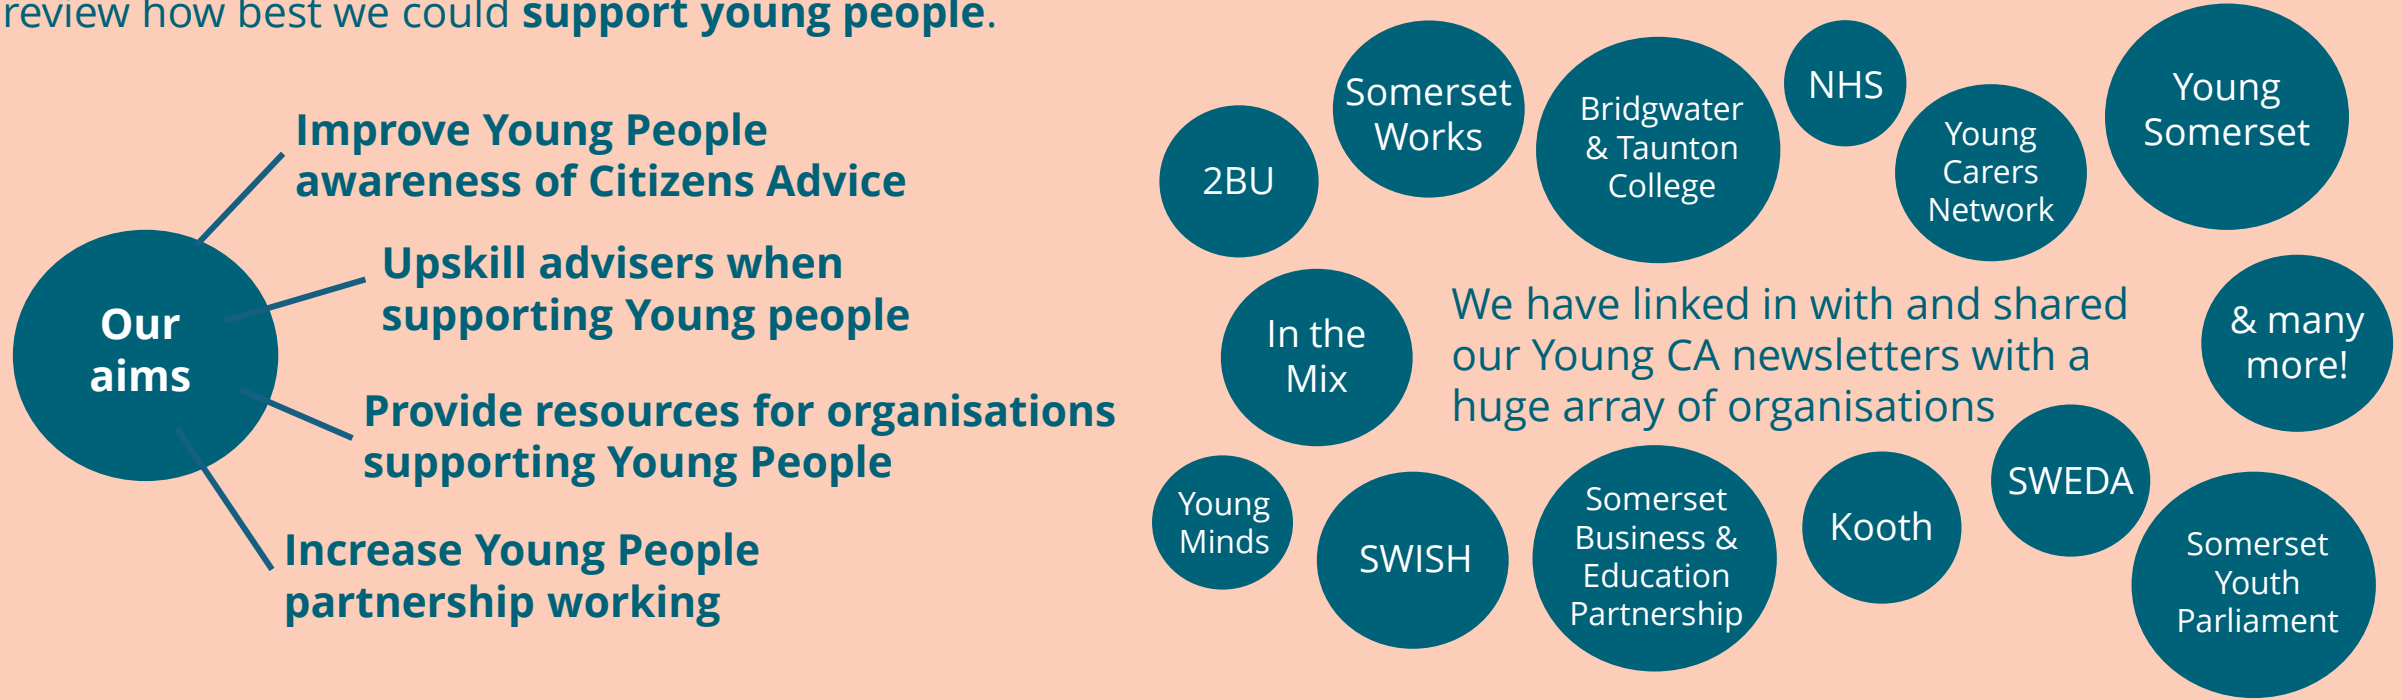 review how best we could support young people.
Our
aims
Improve Young People
awareness of Citizens Advice
Upskill advisers when
supporting Young people
Provide resources for organisations
supporting Young People
Increase Young People
partnership working
2BU
Somerset
Works
Bridgwater
& Taunton
College
NHS
Young
Carers
Network
Young
Somerset
In the
Mix
We have linked in with and shared
our Young CA newsletters with a
huge array of organisations
& many
more!
Young
Minds
SWISH
Somerset
Business &
Education
Partnership
Kooth
SWEDA
Somerset
Youth
Parliament